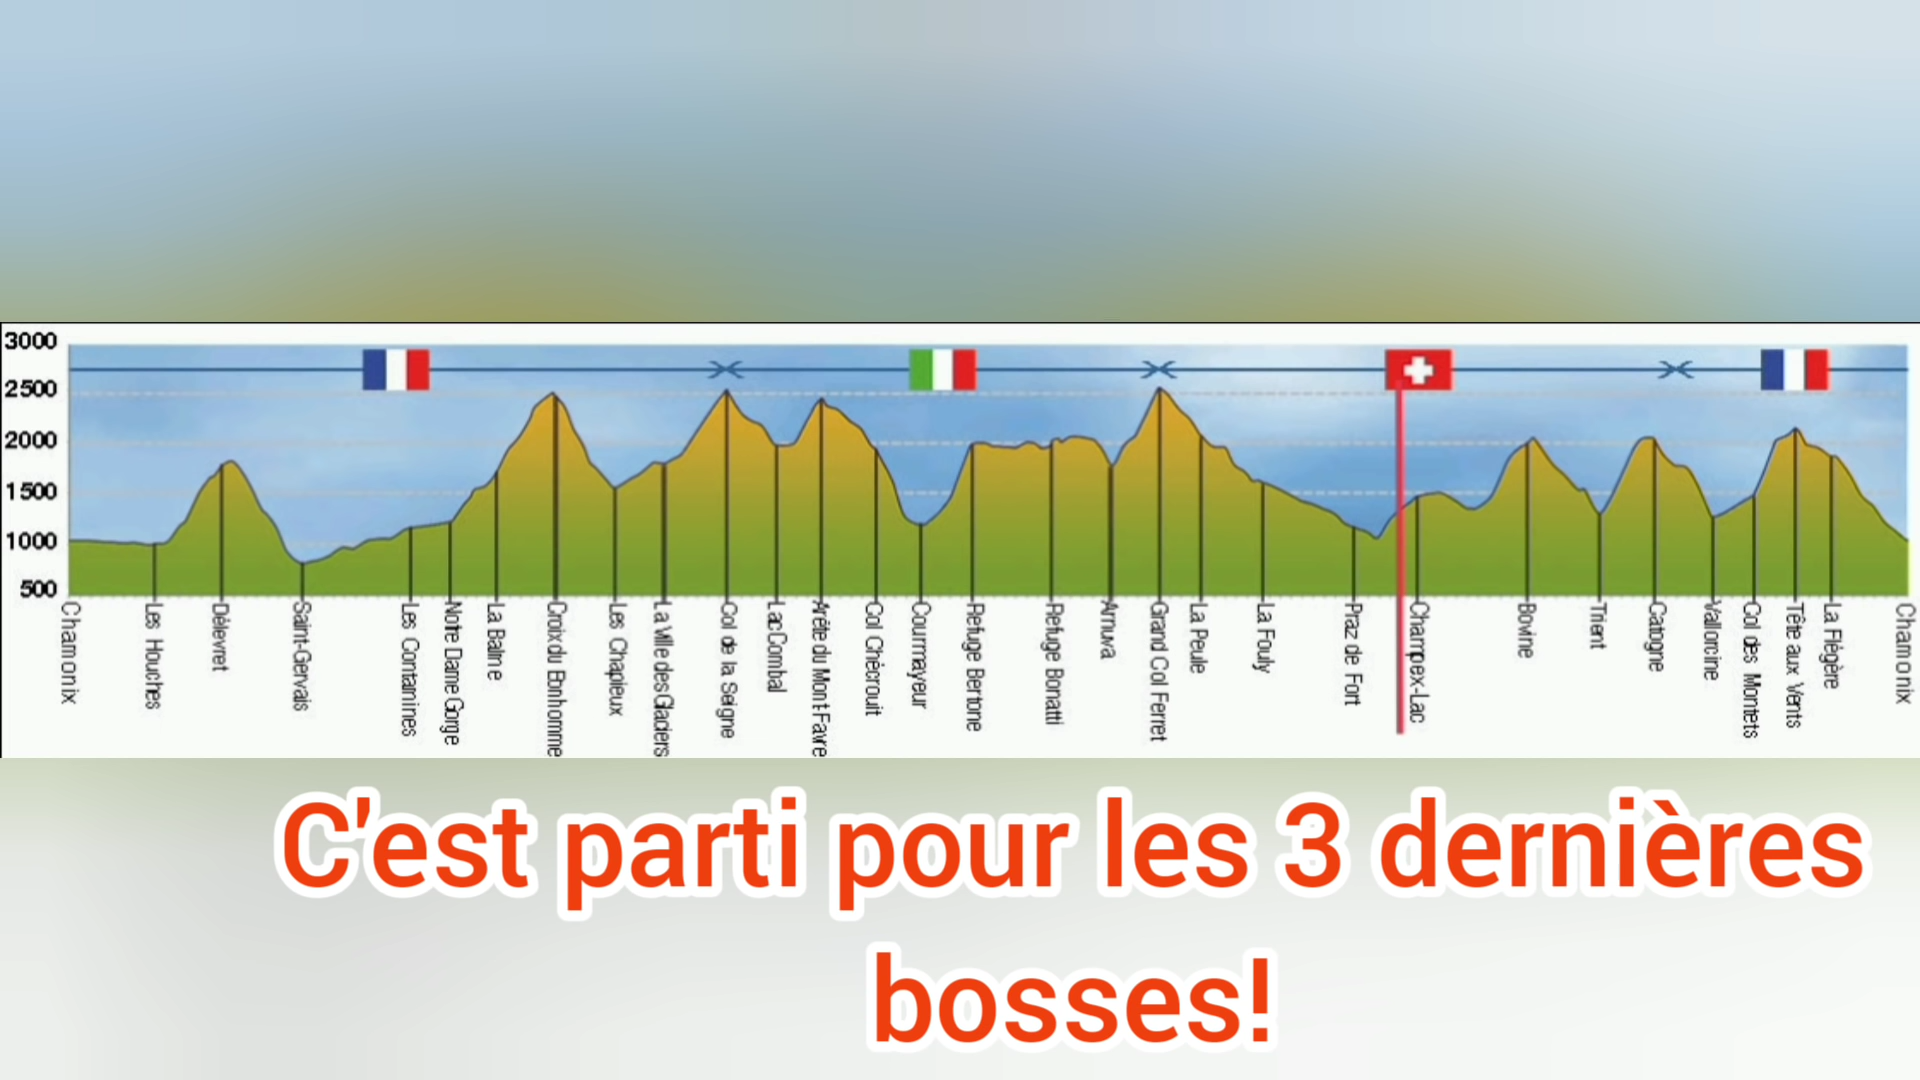 3000
2500
2000
1500
1000
500
Chamonix
Les Houches
Délevret
Saint-Gervais
Les Contamines
Notre Dame Gorge
La Balme
Croix du Bonhomme
Les Chapieux
La Ville des Glaciers
Col de la Seigne
Lac Combal
Arête du Mont-Favre
Col Chécrouit
Courmayeur
Refuge Bertone
Refuge Bonatti
Arnuva
Grand Col Ferret
La Peule
La Fouly
Praz de Fort
Champex-Lac
Bovine
Trient
Catogne
Vallorcine
Col des Montets
Tête aux Vents
La Flégère
Chamonix
C'est parti pour les 3 dernières
bosses!